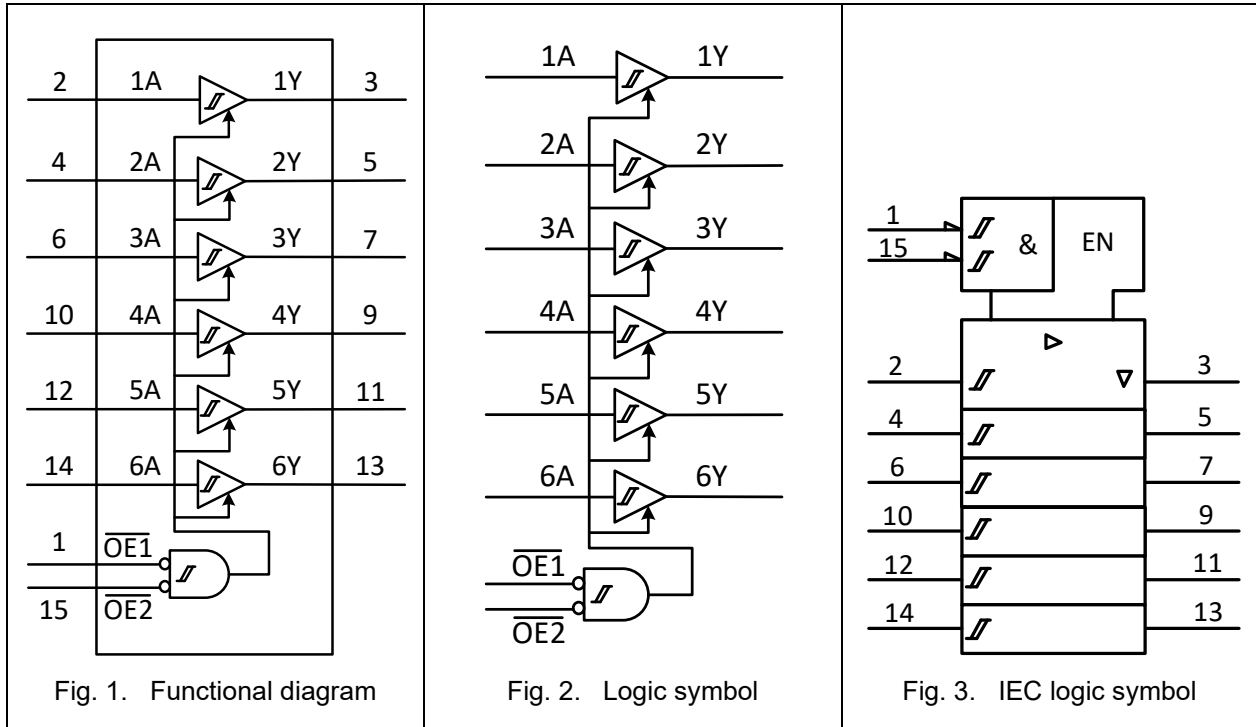 2 1A 1Y 3
4 2A 2Y 5
6 3A 3Y 7
10 4A 4Y 9
12 5A 5Y 11
14 6A 6Y 13
1 OE1
15 OE2
Fig. 1. Functional diagram
1A 1Y
2A 2Y
3A 3Y
4A 4Y
5A 5Y
6A 6Y
OE1
OE2
Fig. 2. Logic symbol
1
15
& EN
2 3
4 5
6 7
10 9
12 11
14 13
Fig. 3. IEC logic symbol